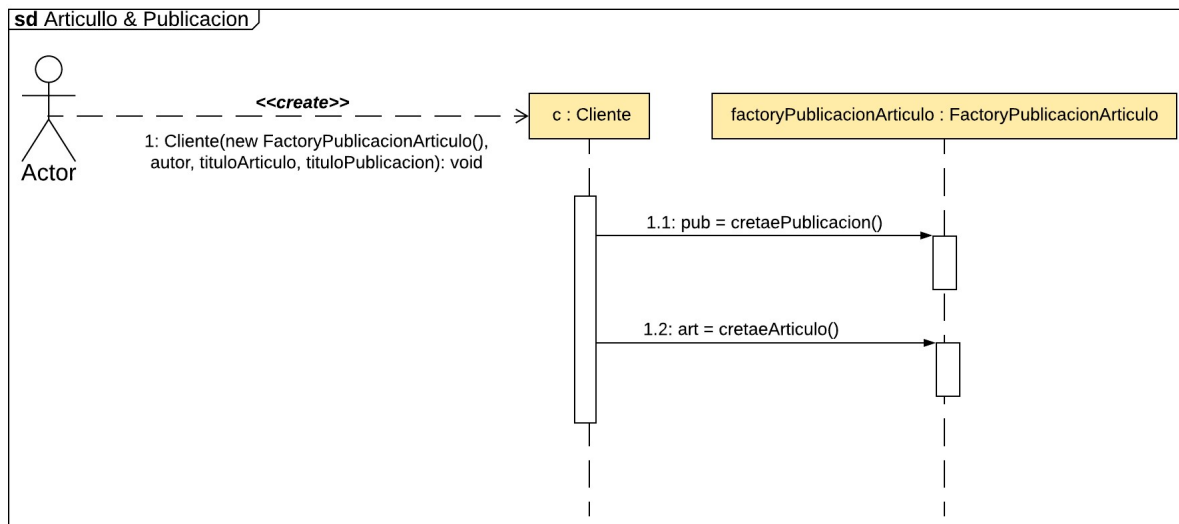 sd Articullo & Publicacion
<<create>>
1: Cliente(new FactoryPublicacionArticulo(),
autor, tituloArticulo, tituloPublicacion): void
Actor
c : Cliente
factoryPublicacionArticulo : FactoryPublicacionArticulo
1.1: pub = cretaePublicacion()
1.2: art = cretaeArticulo()